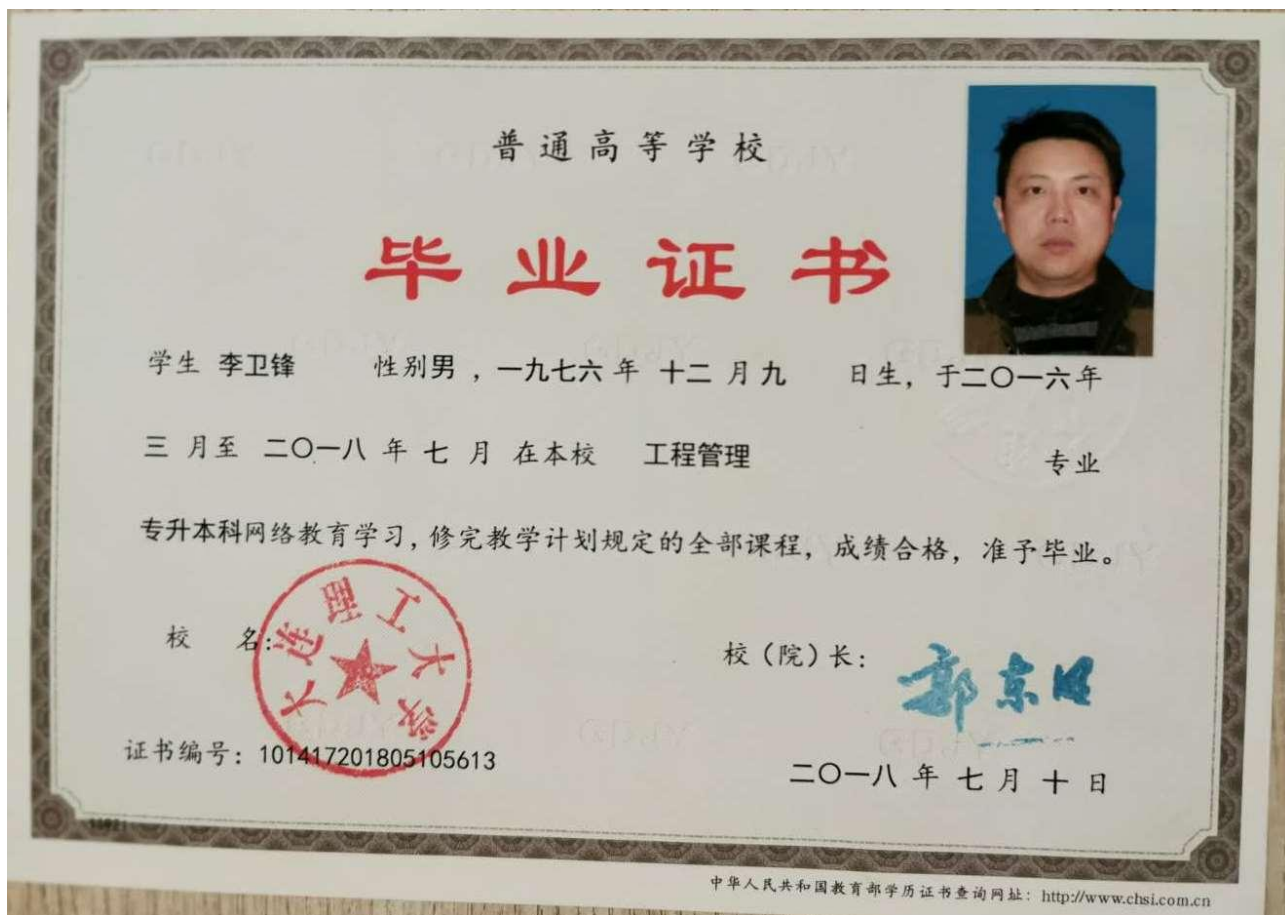 普通高等学校
毕业证书
学生 李卫锋 性别男 ，一九七六 年 十二 月 九 日生，于二〇一六年
三 月至 二〇一八 年 七 月 在本校 工程管理 专业
专升本科网络教育学习，修完教学计划规定的全部课程，成绩合格，准予毕业。
校 名：
大连理工大学
校（院）长：
郭东明
证书编号：101417201805105613
二〇一八 年 七 月 十 日
中华人民共和国教育部学历证书查询网址：http://www.chsi.com.cn